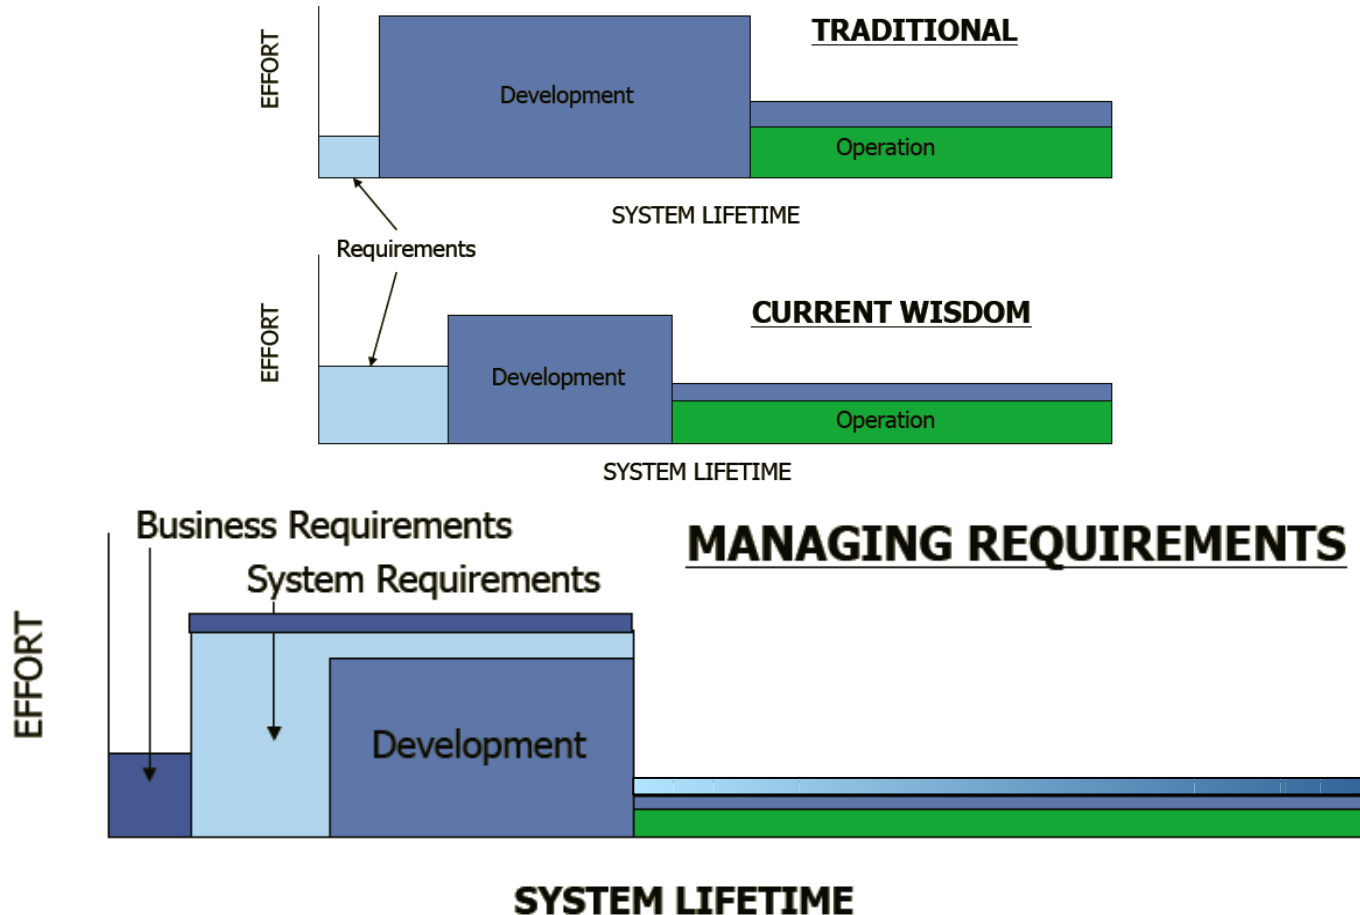 TRADITIONAL
EFFORT
Development
Operation
SYSTEM LIFETIME
Requirements
CURRENT WISDOM
EFFORT
Development
Operation
SYSTEM LIFETIME
Business Requirements
MANAGING REQUIREMENTS
System Requirements
EFFORT
Development
SYSTEM LIFETIME